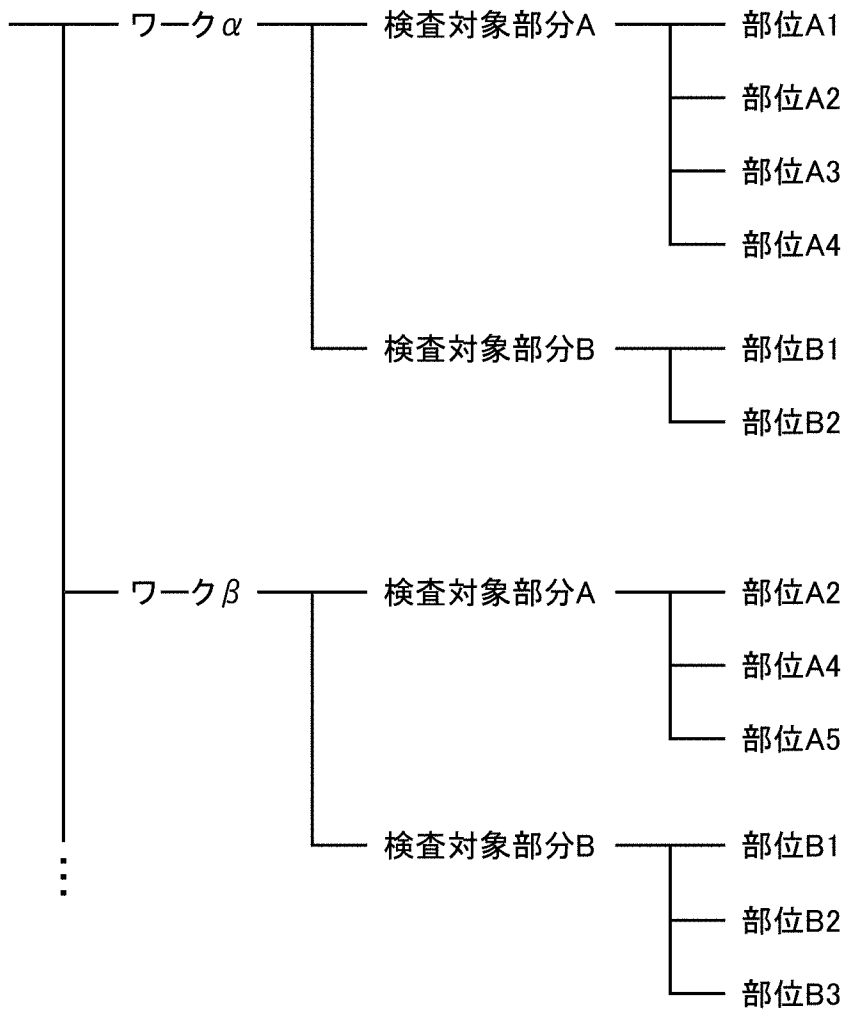 ワークα 検査対象部分A 部位A1
部位A2
部位A3
部位A4
検査対象部分B 部位B1
部位B2
ワークβ 検査対象部分A 部位A2
部位A4
部位A5
検査対象部分B 部位B1
部位B2
部位B3